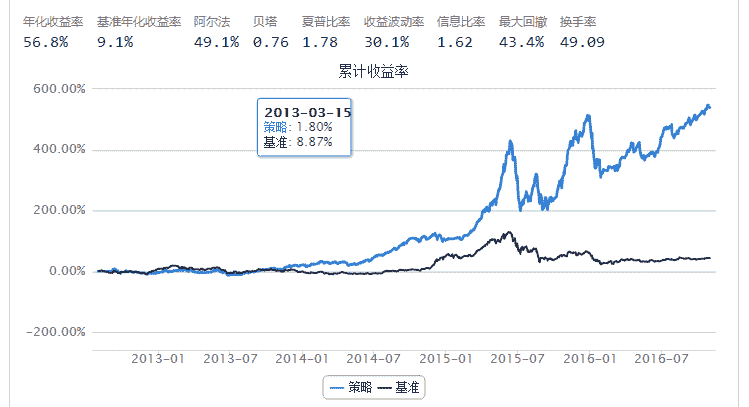 年化收益率 基准年化收益率 阿尔法 贝塔 夏普比率 收益波动率 信息比率 最大回撤 换手率
56.8% 9.1% 49.1% 0.76 1.78 30.1% 1.62 43.4% 49.09
累计收益率
600.00%
2013-03-15
策略: 1.80%
基准: 8.87%
400.00%
200.00%
0.00%
-200.00%
2013-01 2013-07 2014-01 2014-07 2015-01 2015-07 2016-01 2016-07
策略 基准